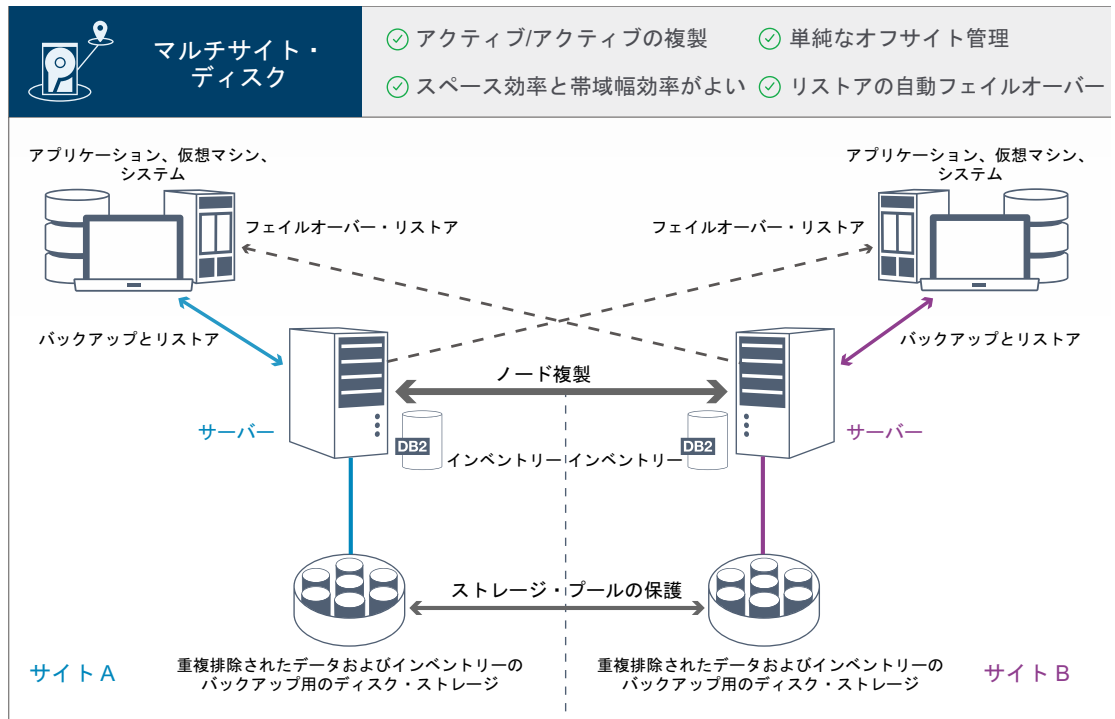 マルチサイト・
ディスク
アクティブ/アクティブの複製
単純なオフサイト管理
スペース効率と帯域幅効率がよい
リストアの自動フェイルオーバー
アプリケーション、仮想マシン、
システム
アプリケーション、仮想マシン、
システム
フェイルオーバー・リストア
フェイルオーバー・リストア
バックアップとリストア
バックアップとリストア
ノード複製
サーバー
サーバー
DB2
DB2
インベントリー
インベントリー
ストレージ・プールの保護
サイト A
重複排除されたデータおよびインベントリーの
バックアップ用のディスク・ストレージ
重複排除されたデータおよびインベントリーの
バックアップ用のディスク・ストレージ
サイト B